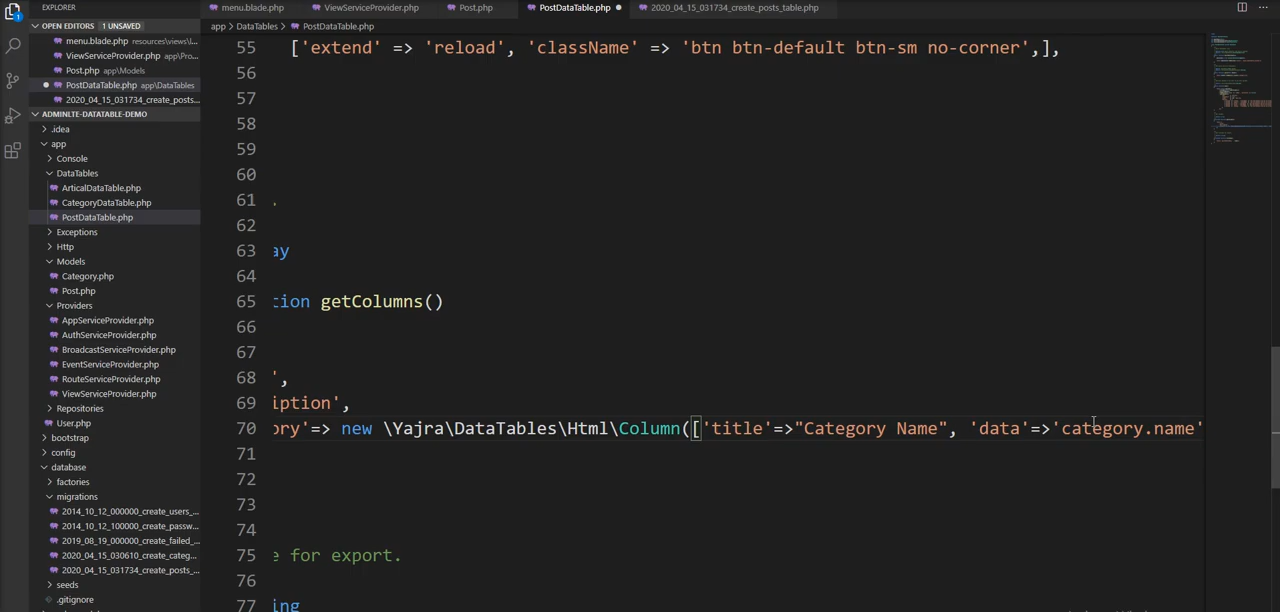 EXPLORER
menu.blade.php
ViewServiceProvider.php
Post.php
PostDataTable.php
2020_04_15_031734_create_posts_table.php
OPEN EDITORS 1 UNSAVED
menu.blade.php resources\views\l...
ViewServiceProvider.php app\Pro...
Post.php app\Models
PostDataTable.php app\DataTables
2020_04_15_031734_create_posts...
ADMINLTE-DATATABLE-DEMO
.idea
app
Console
DataTables
ArticalDataTable.php
CategoryDataTable.php
PostDataTable.php
Exceptions
Http
Models
Category.php
Post.php
Providers
AppServiceProvider.php
AuthServiceProvider.php
BroadcastServiceProvider.php
EventServiceProvider.php
RouteServiceProvider.php
ViewServiceProvider.php
Repositories
User.php
bootstrap
config
database
factories
migrations
2014_10_12_000000_create_users_...
2014_10_12_100000_create_passw...
2019_08_19_000000_create_failed_...
2020_04_15_030610_create_categ...
2020_04_15_031734_create_posts_...
seeds
.gitignore
app > DataTables > PostDataTable.php
55 ['extend' => 'reload', 'className' => 'btn btn-default btn-sm no-corner',],
56
57
58
59
60
61 .
62
63 ay
64
65 tion getColumns()
66
67
68 ',
69 iption',
70 ory'=> new \Yajra\DataTables\Html\Column(['title'=>"Category Name", 'data'=>'category.name'
71
72
73
74
75 e for export.
76
77 ing
1